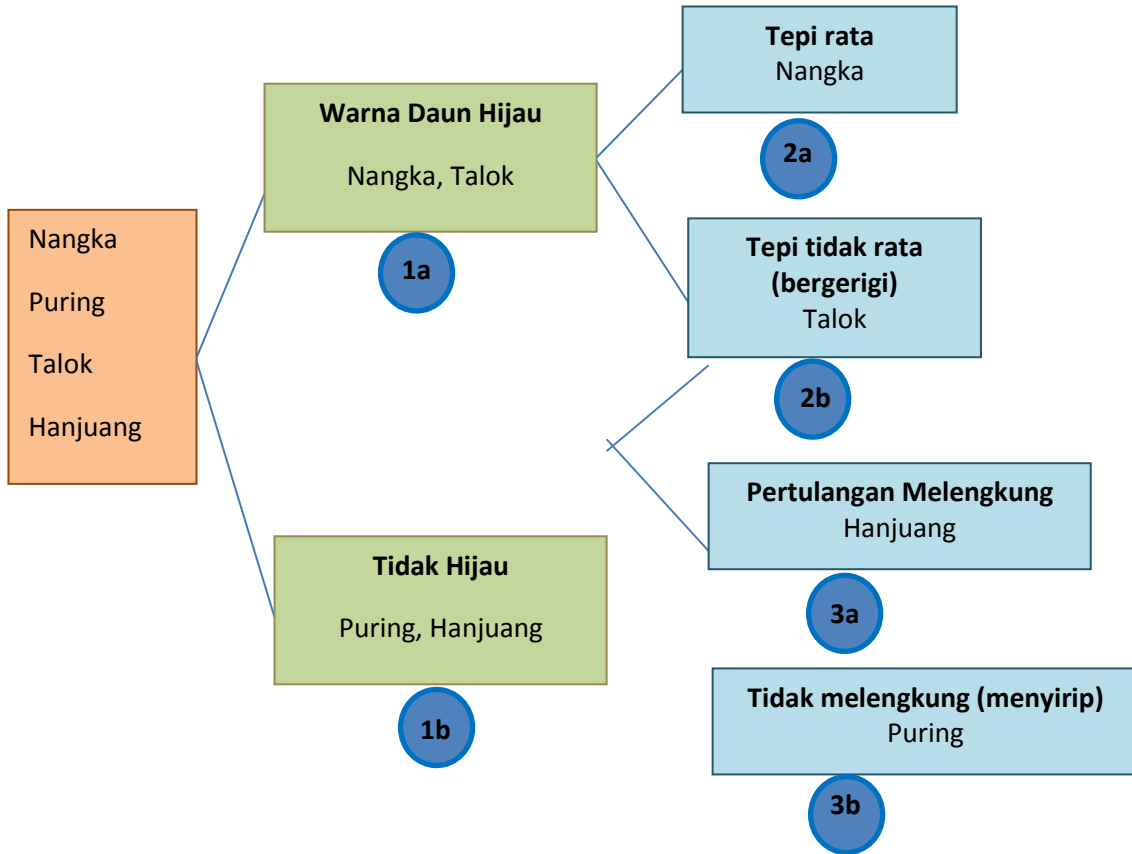 Nangka
Puring
Talok
Hanjuang
Warna Daun Hijau
Nangka, Talok
1a
Tidak Hijau
Puring, Hanjuang
1b
Tepi rata
Nangka
2a
Tepi tidak rata
(bergerigi)
Talok
2b
Pertulangan Melengkung
Hanjuang
3a
Tidak melengkung (menyirip)
Puring
3b